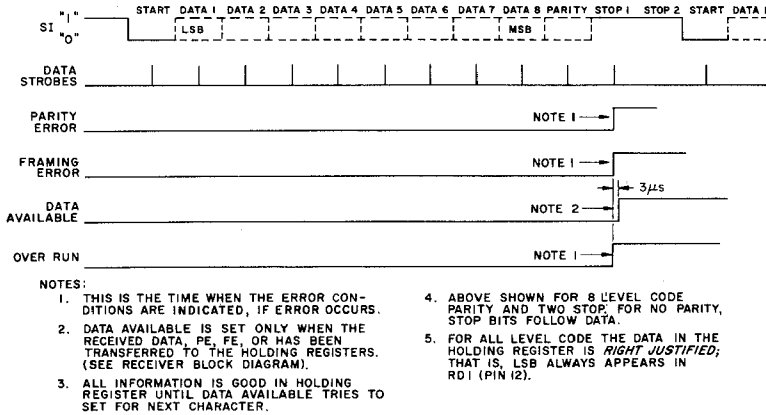 START DATA 1 DATA 2 DATA 3 DATA 4 DATA 5 DATA 6 DATA 7 DATA 8 PARITY STOP 1 STOP 2 START DATA 1
SI "1" "0"
LSB MSB
DATA STROBES
PARITY ERROR
NOTE 1
FRAMING ERROR
NOTE 1
3μs
DATA AVAILABLE
NOTE 2
OVER RUN
NOTE 1
NOTES:
1. THIS IS THE TIME WHEN THE ERROR CON-
DITIONS ARE INDICATED, IF ERROR OCCURS.
2. DATA AVAILABLE IS SET ONLY WHEN THE
RECEIVED DATA, PE, FE, OR HAS BEEN
TRANSFERRED TO THE HOLDING REGISTERS.
(SEE RECEIVER BLOCK DIAGRAM).
3. ALL INFORMATION IS GOOD IN HOLDING
REGISTER UNTIL DATA AVAILABLE TRIES TO
SET FOR NEXT CHARACTER.
4. ABOVE SHOWN FOR 8 LEVEL CODE
PARITY AND TWO STOP. FOR NO PARITY,
STOP BITS FOLLOW DATA.
5. FOR ALL LEVEL CODE THE DATA IN THE
HOLDING REGISTER IS RIGHT JUSTIFIED;
THAT IS, LSB ALWAYS APPEARS IN
RD1 (PIN 12).